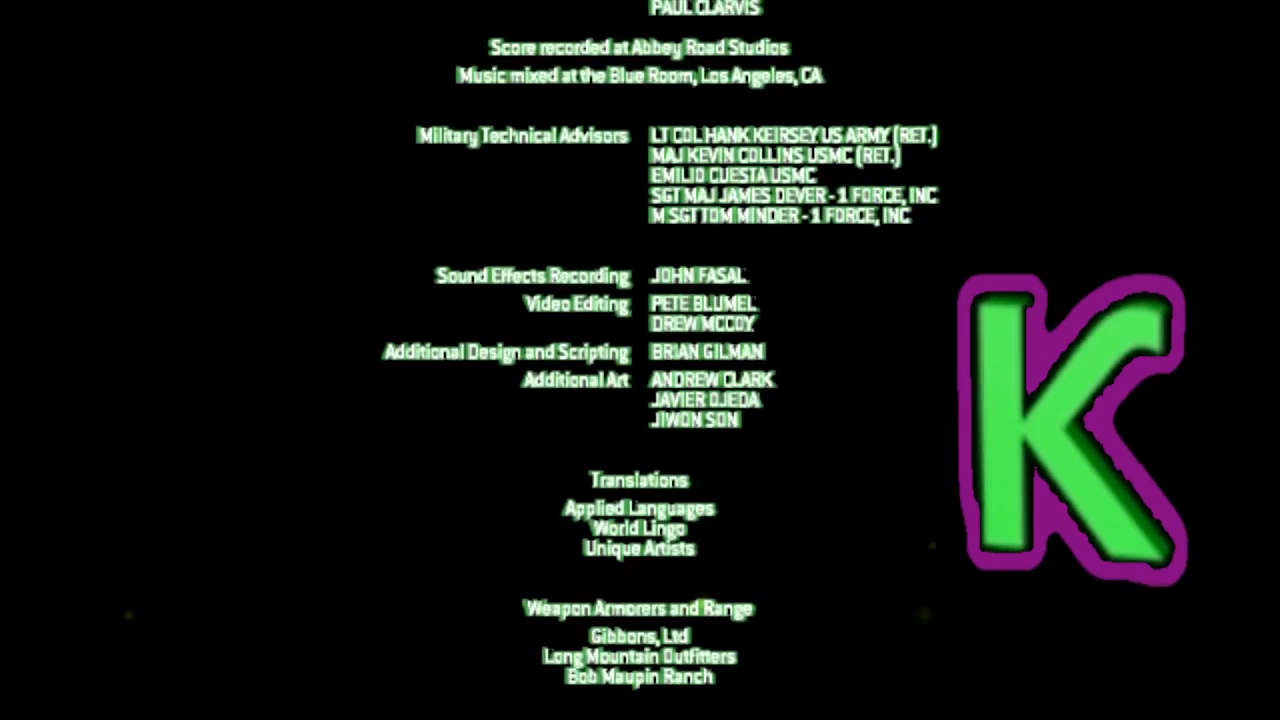 PAUL CLARVIS
Score recorded at Abbey Road Studios
Music mixed at the Blue Room, Los Angeles, CA
Military Technical Advisors LT COL HANK KEIRSEY US ARMY (RET.)
MAJ KEVIN COLLINS USMC (RET.)
EMILIO CUESTA USMC
SGT MAJ JAMES DEVER - 1 FORCE, INC
M SGT TOM MINDER - 1 FORCE, INC
Sound Effects Recording JOHN FASAL
Video Editing PETE BLUMEL
DREW MCCOY
Additional Design and Scripting BRIAN GILMAN
Additional Art ANDREW CLARK
JAVIER OJEDA
JIWON SON
K
Translations
Applied Languages
World Lingo
Unique Artists
Weapon Armorers and Range
Gibbons, Ltd
Long Mountain Outfitters
Bob Maupin Ranch